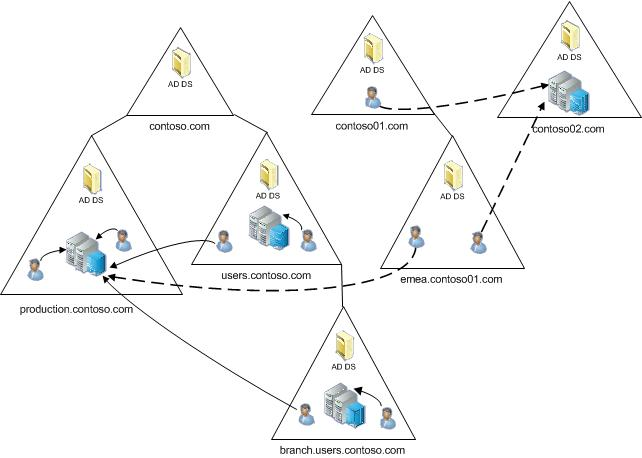 AD DS
contoso.com
AD DS
contoso01.com
AD DS
contoso02.com
AD DS
production.contoso.com
AD DS
users.contoso.com
AD DS
emea.contoso01.com
AD DS
branch.users.contoso.com